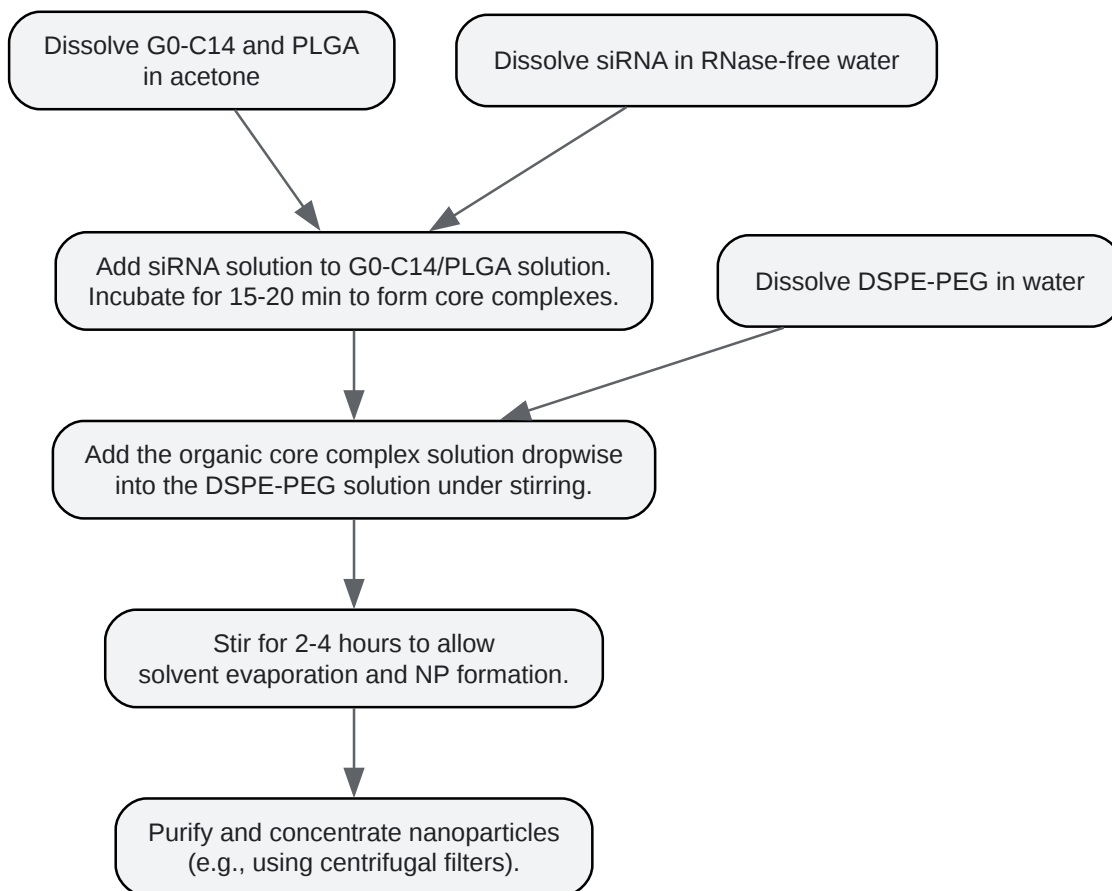 Dissolve G0-C14 and PLGA
in acetone
Dissolve siRNA in RNase-free water
Add siRNA solution to G0-C14/PLGA solution.
Incubate for 15-20 min to form core complexes.
Dissolve DSPE-PEG in water
Add the organic core complex solution dropwise
into the DSPE-PEG solution under stirring.
Stir for 2-4 hours to allow
solvent evaporation and NP formation.
Purify and concentrate nanoparticles
(e.g., using centrifugal filters).